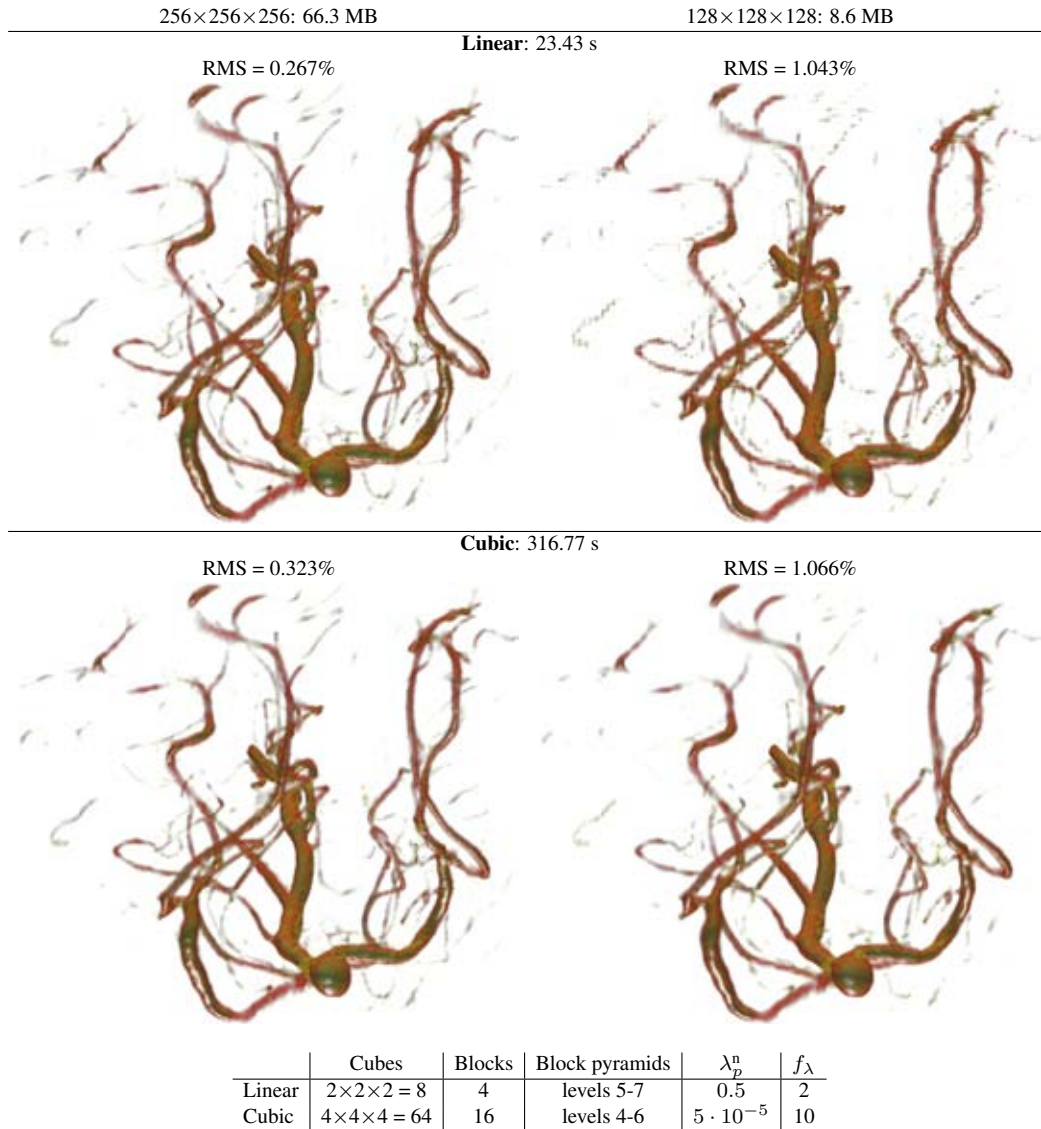 256×256×256: 66.3 MB 128×128×128: 8.6 MB
Linear: 23.43 s
RMS = 0.267% RMS = 1.043%
Cubic: 316.77 s
RMS = 0.323% RMS = 1.066%
Cubes Blocks Block pyramids λₚⁿ f_λ
Linear 2×2×2 = 8 4 levels 5-7 0.5 2
Cubic 4×4×4 = 64 16 levels 4-6 5 · 10⁻⁵ 10